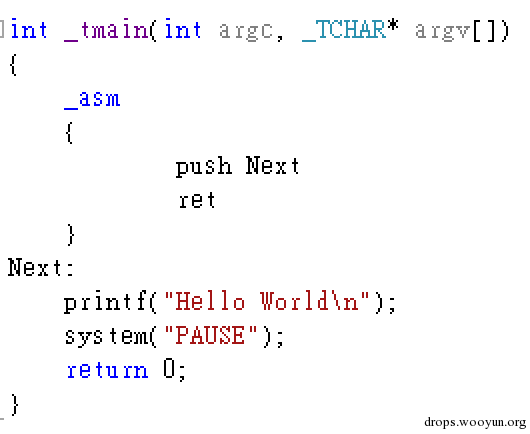 int _tmain(int argc, _TCHAR* argv[])
{
    _asm
    {
            push Next
            ret
    }
Next:
    printf("Hello World\n");
    system("PAUSE");
    return 0;
}
drops.wooyun.org